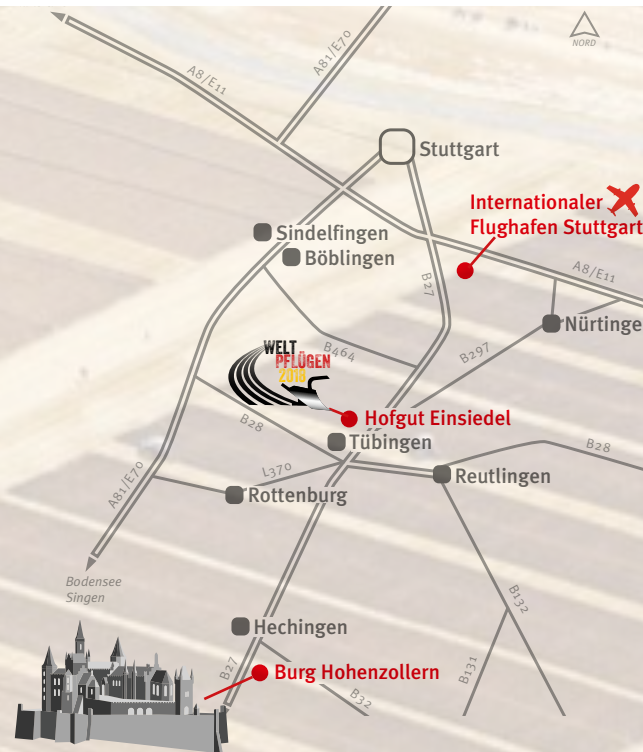 NORD
A81/E70
A8/E11
Stuttgart
Internationaler
Flughafen Stuttgart
Sindelfingen
Böblingen
B27
A8/E11
Nürtinge
WELT
PFLÜGEN
2018
B464
B297
Hofgut Einsiedel
B28
Tübingen
B28
L370
Reutlingen
A81/E70
Rottenburg
Bodensee
Singen
B132
Hechingen
B27
Burg Hohenzollern
B131
B32